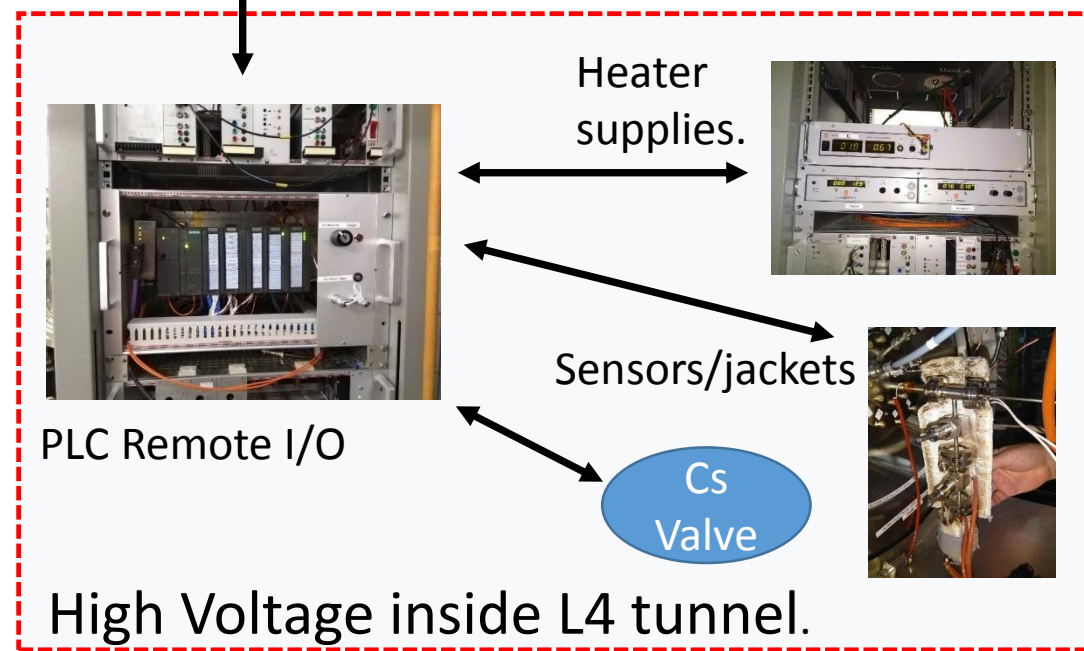 Heater
supplies.
PLC Remote I/O
Sensors/jackets
Cs
Valve
High Voltage inside L4 tunnel.